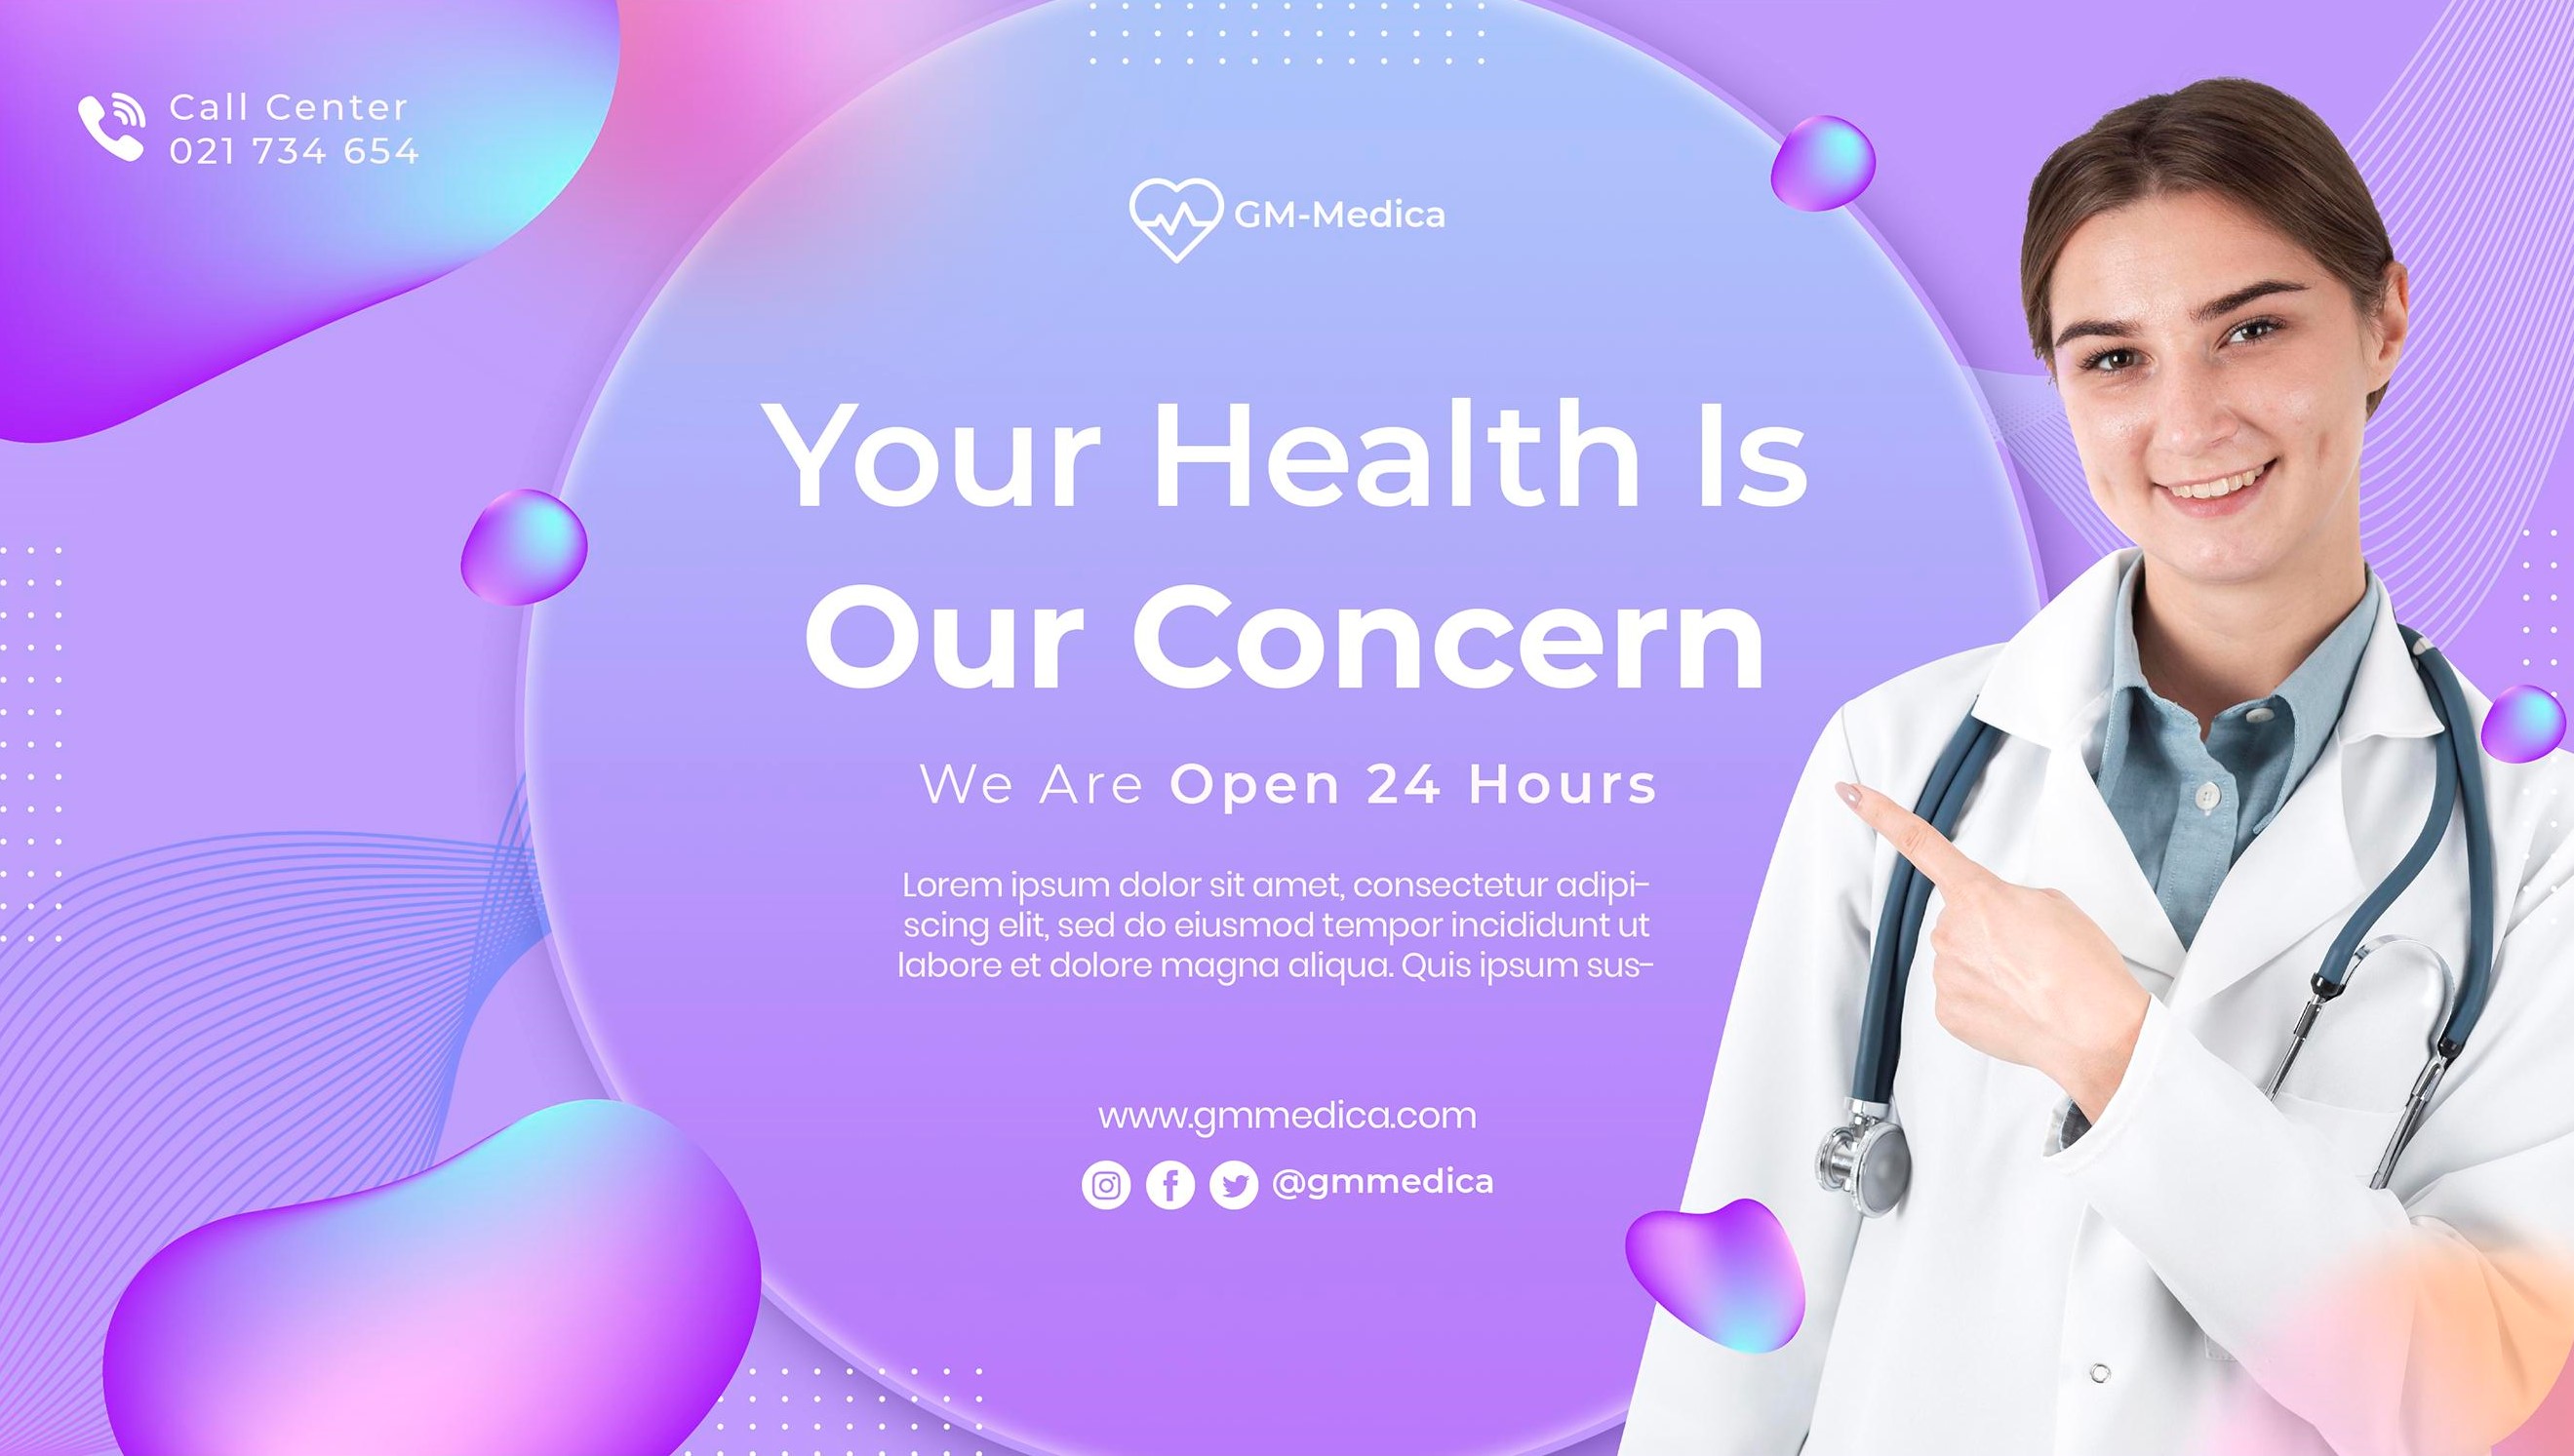 Call Center
021 734 654
GM-Medica
Your Health Is
Our Concern
We Are Open 24 Hours
Lorem ipsum dolor sit amet, consectetur adipi-
scing elit, sed do eiusmod tempor incididunt ut
labore et dolore magna aliqua. Quis ipsum sus-
www.gmmedica.com
@gmmedica